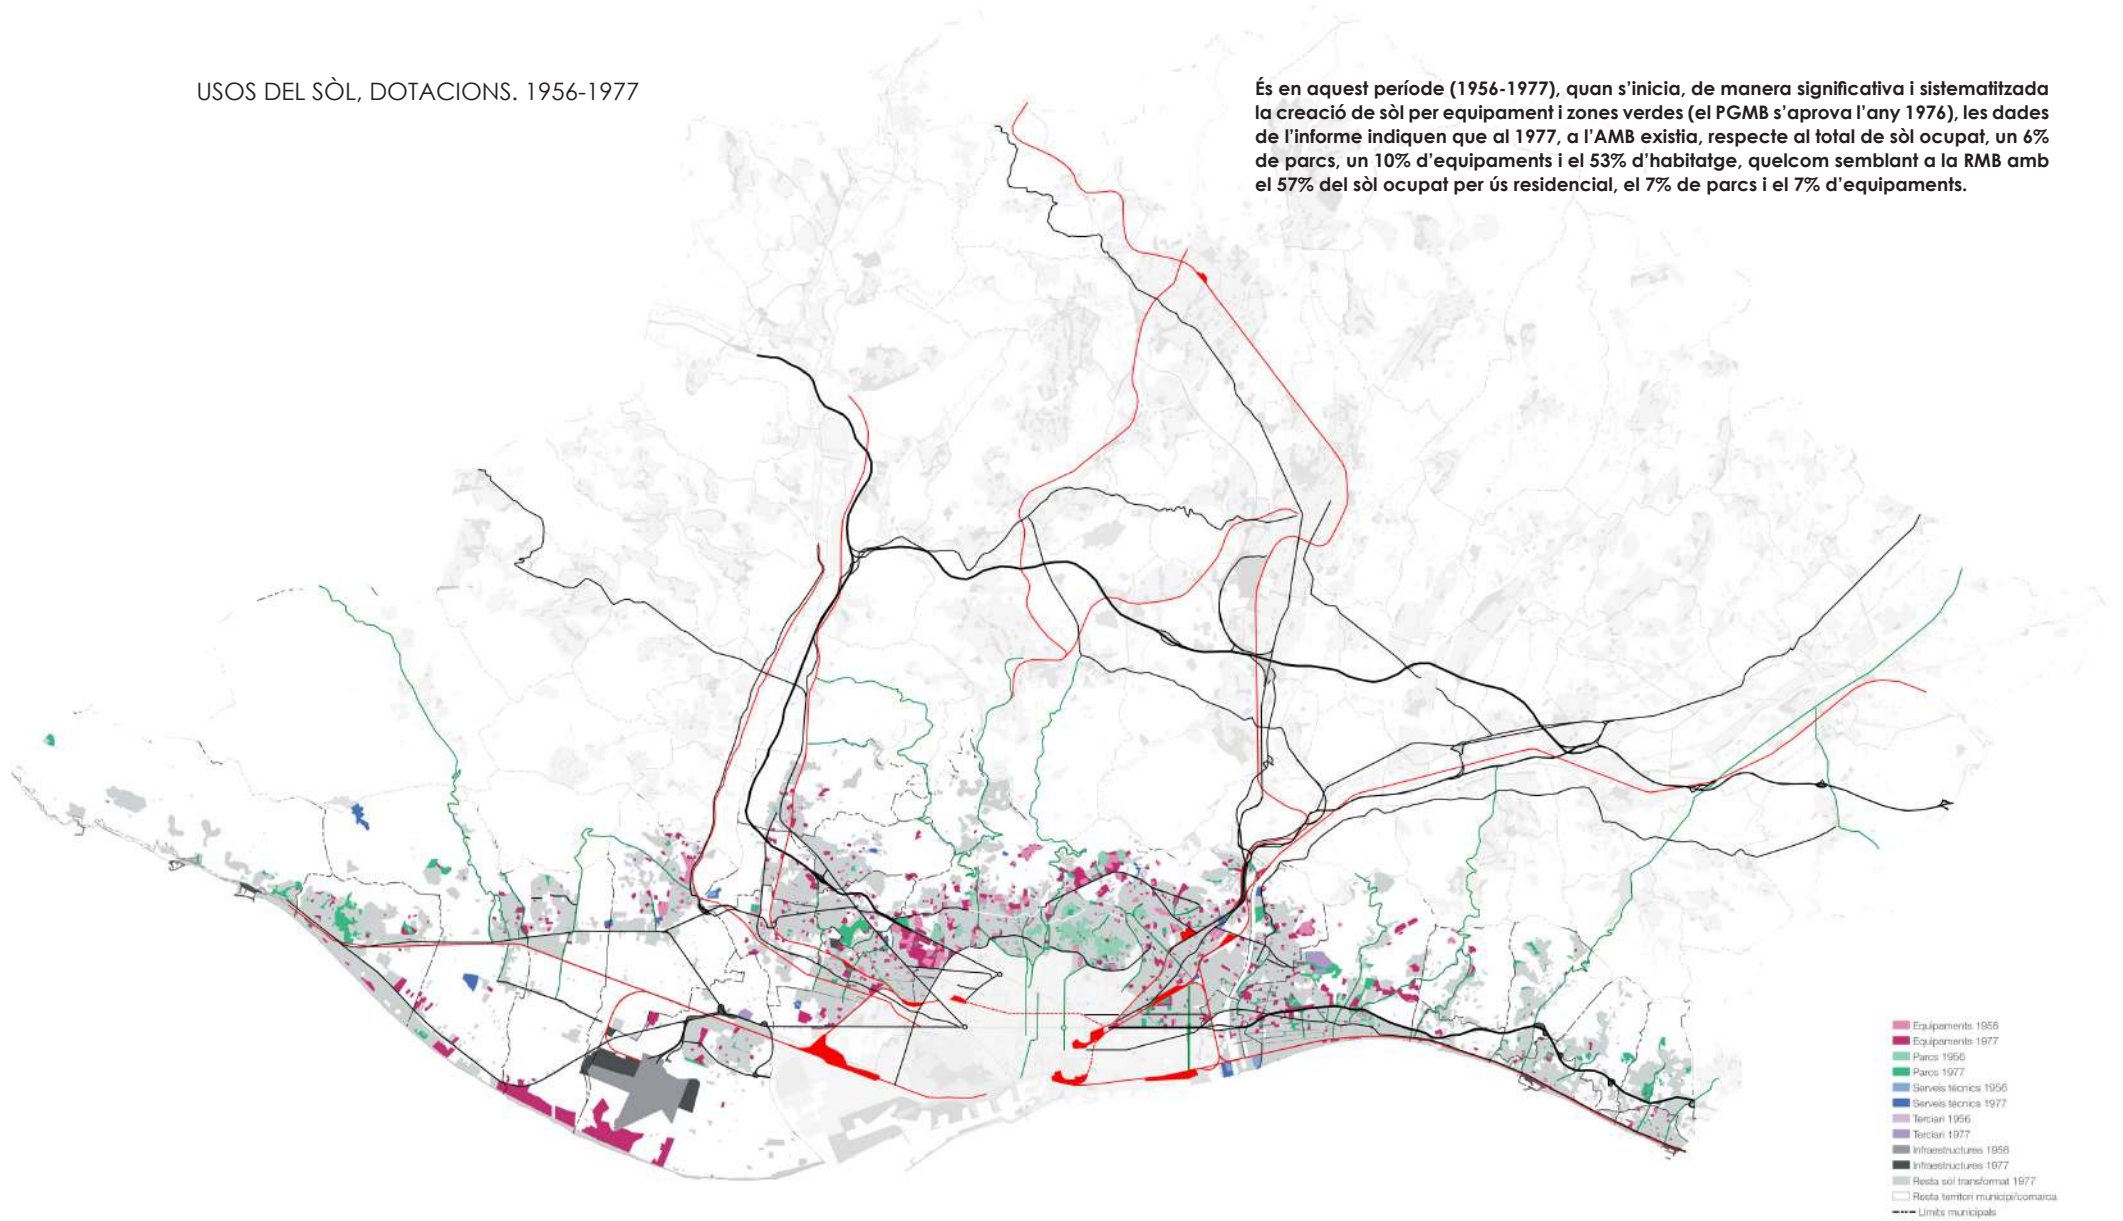 USOS DEL SÒL, DOTACIONS. 1956-1977
És en aquest període (1956-1977), quan s'inicia, de manera significativa i sistematitzada
la creació de sòl per equipament i zones verdes (el PGMB s'aprova l'any 1976), les dades
de l'informe indiquen que al 1977, a l'AMB existia, respecte al total de sòl ocupat, un 6%
de parcs, un 10% d'equipaments i el 53% d'habitatge, quelcom semblant a la RMB amb
el 57% del sòl ocupat per ús residencial, el 7% de parcs i el 7% d'equipaments.
Equipaments 1956
Equipaments 1977
Parcs 1956
Parcs 1977
Serveis tècnics 1956
Serveis tècnics 1977
Terciari 1956
Terciari 1977
Infraestructures 1956
Infraestructures 1977
Resta sòl transformat 1977
Resta territori municipi/comarca
Límits municipals